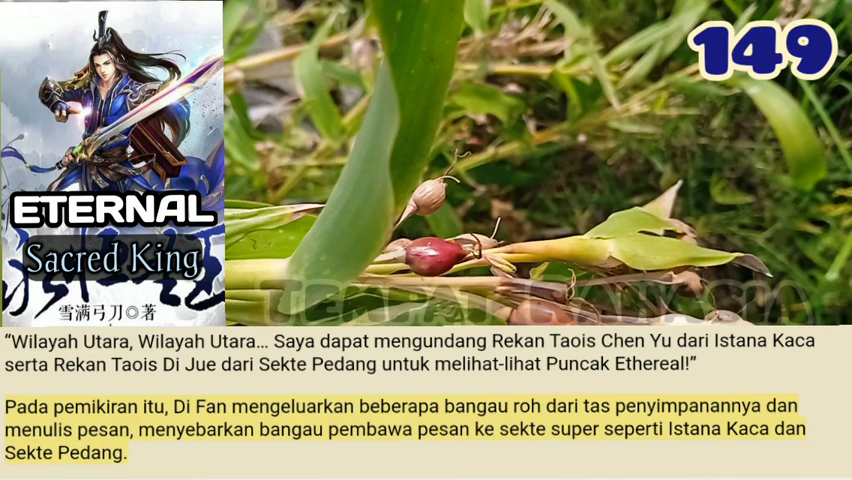 149
ETERNAL
Sacred King
雪满弓刀◎著
“Wilayah Utara, Wilayah Utara... Saya dapat mengundang Rekan Taois Chen Yu dari Istana Kaca
serta Rekan Taois Di Jue dari Sekte Pedang untuk melihat-lihat Puncak Ethereal!”
Pada pemikiran itu, Di Fan mengeluarkan beberapa bangau roh dari tas penyimpanannya dan
menulis pesan, menyebarkan bangau pembawa pesan ke sekte super seperti Istana Kaca dan
Sekte Pedang.